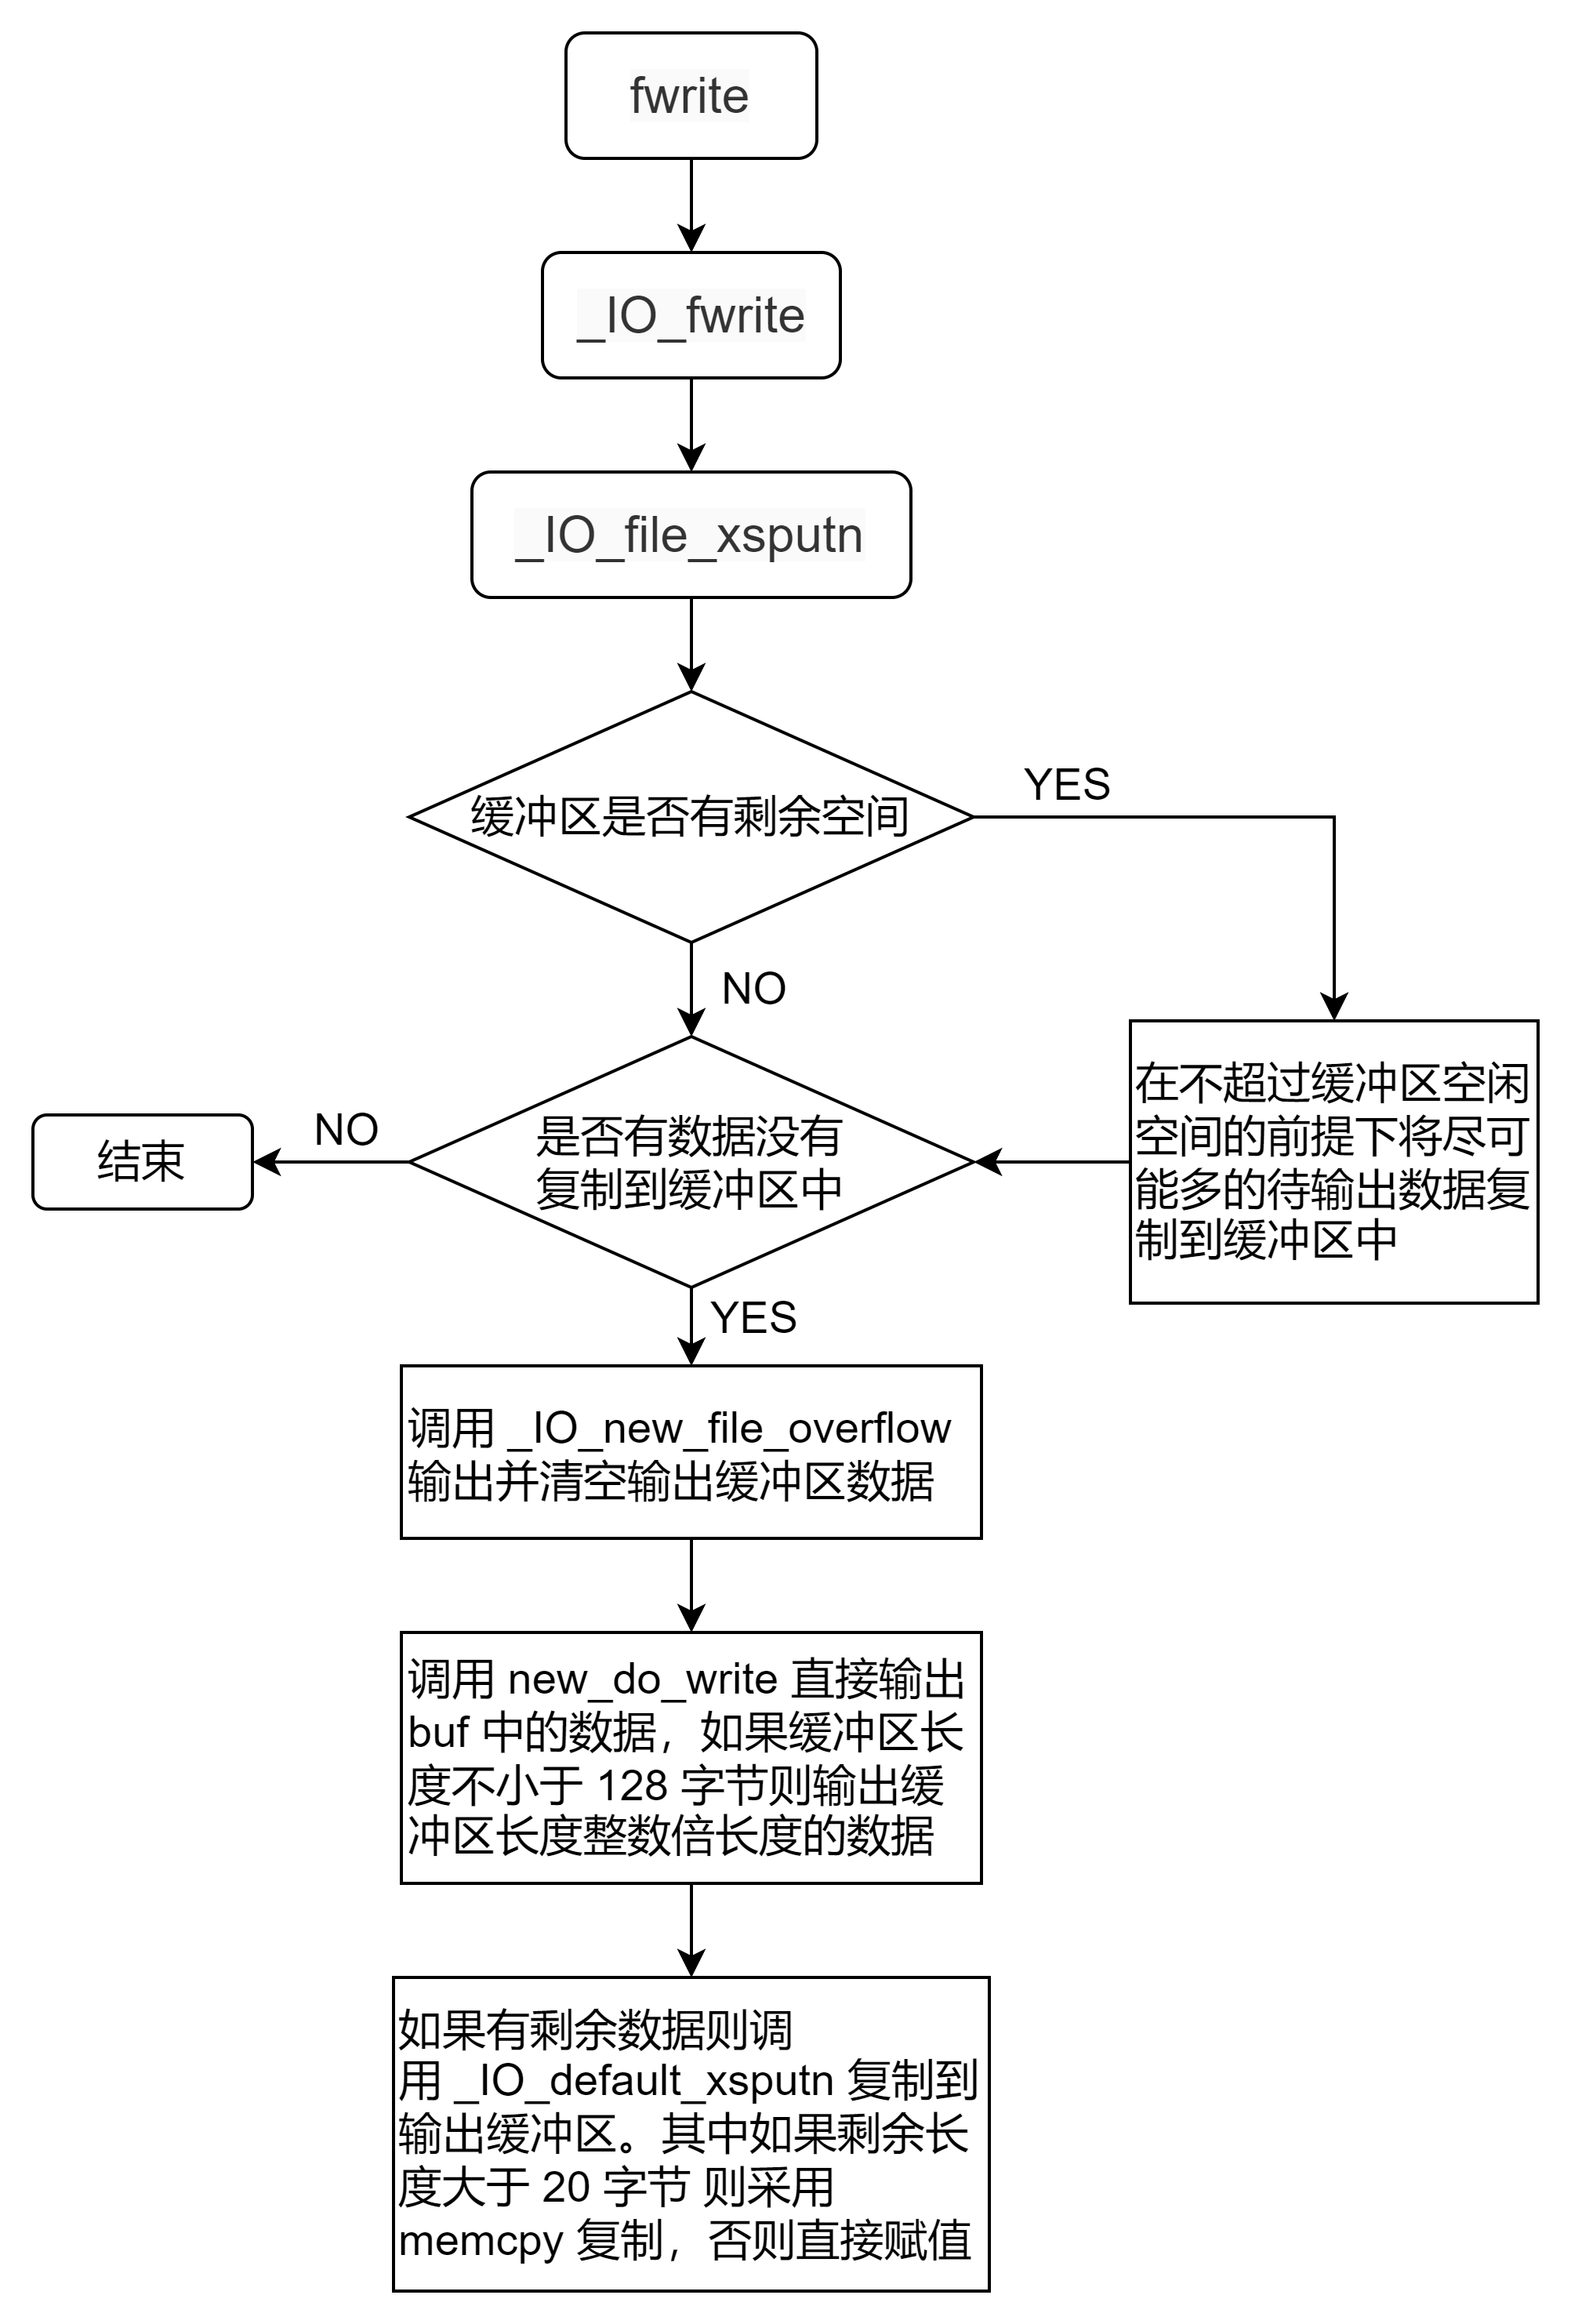 fwrite
_IO_fwrite
_IO_file_xsputn
缓冲区是否有剩余空间
YES
NO
在不超过缓冲区空闲
空间的前提下将尽可
能多的待输出数据复
制到缓冲区中
是否有数据没有
复制到缓冲区中
NO
结束
YES
调用 _IO_new_file_overflow
输出并清空输出缓冲区数据
调用 new_do_write 直接输出
buf 中的数据，如果缓冲区长
度不小于 128 字节则输出缓
冲区长度整数倍长度的数据
如果有剩余数据则调
用 _IO_default_xsputn 复制到
输出缓冲区。其中如果剩余长
度大于 20 字节 则采用
memcpy 复制，否则直接赋值